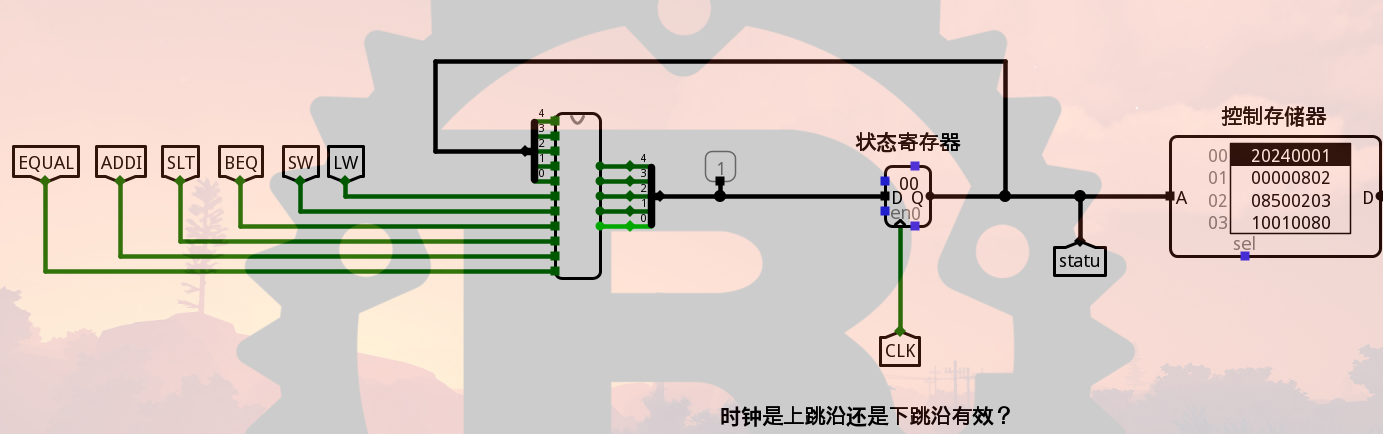 控制存储器
状态寄存器
EQUAL
ADDI
SLT
BEQ
SW
LW
4
3
2
1
0
4
3
2
1
0
1
00
D Q
en0
A
D
00 20240001
01 00000802
02 08500203
03 10010080
sel
statu
CLK
时钟是上跳沿还是下跳沿有效？